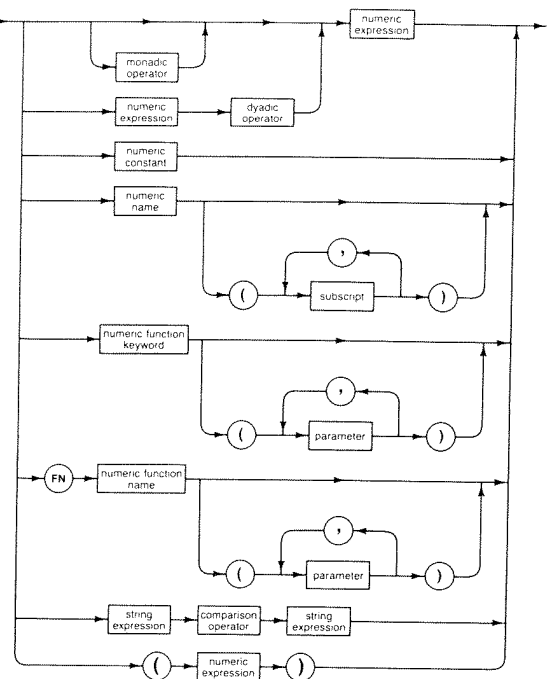 numeric
expression
monadic
operator
numeric
expression
dyadic
operator
numeric
constant
numeric
name
,
(
subscript
)
numeric function
keyword
,
(
parameter
)
FN
numeric function
name
,
(
parameter
)
string
expression
comparison
operator
string
expression
(
numeric
expression
)